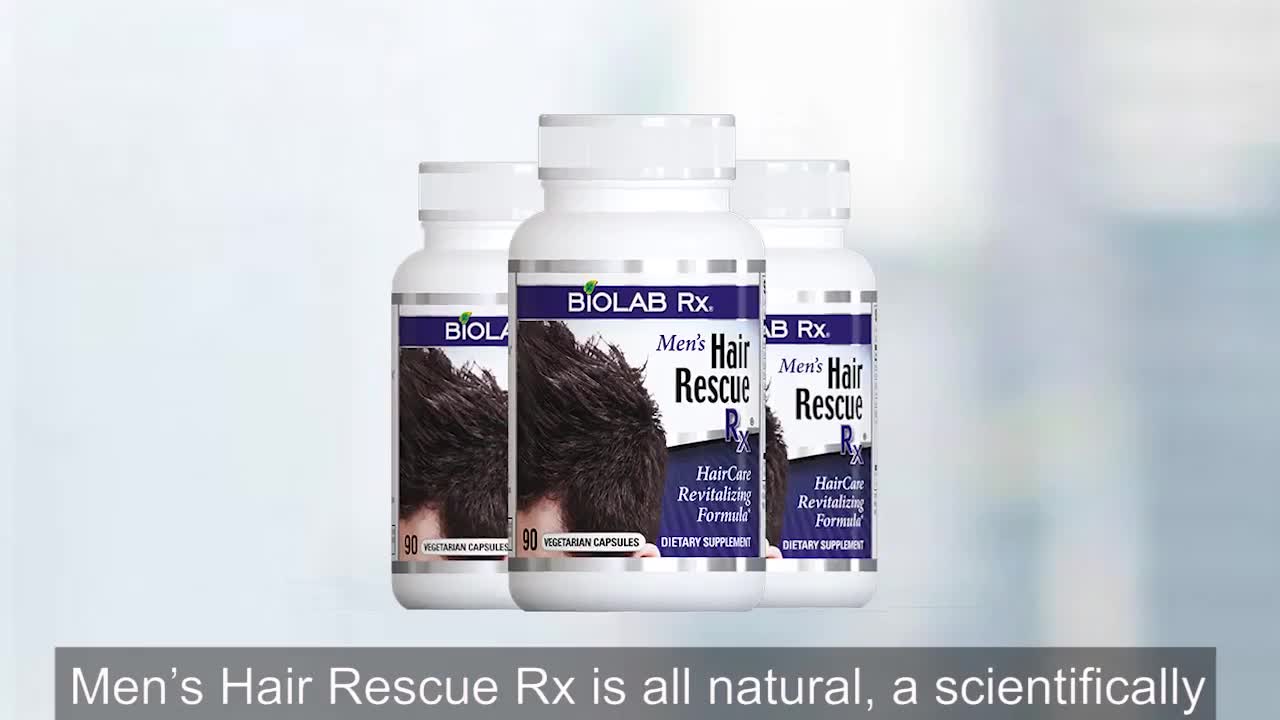 BIOLAB Rx®
Men's Hair
Rescue
Rx®
HairCare
Revitalizing
Formula*
90 VEGETARIAN CAPSULES
DIETARY SUPPLEMENT
BIOLA
90 VEGETARIAN CAPSULES
AB Rx®
Men's Hair
Rescue
Rx®
HairCare
Revitalizing
Formula*
DIETARY SUPPLEMENT
Men’s Hair Rescue Rx is all natural, a scientifically